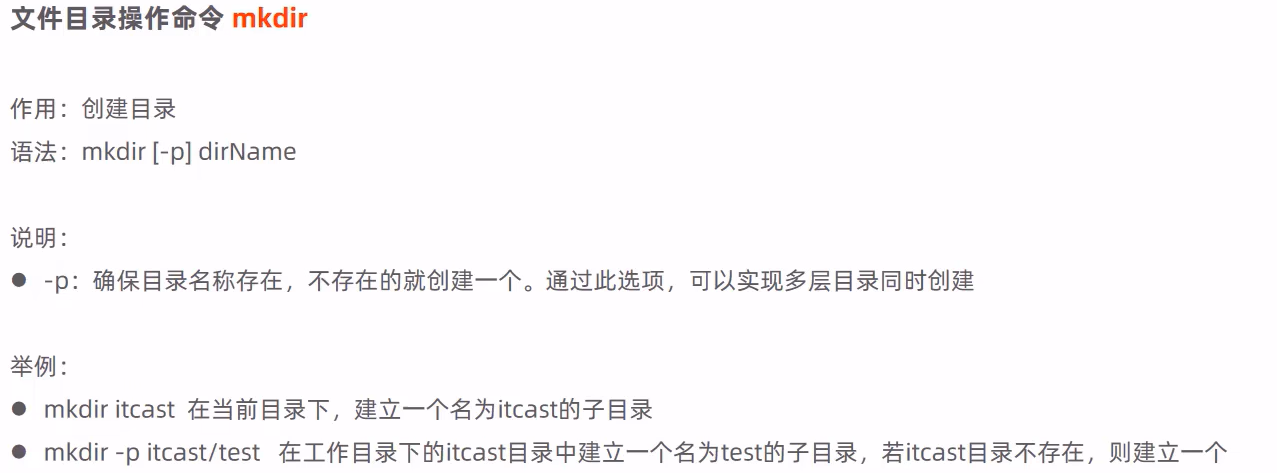 文件目录操作命令 mkdir
作用：创建目录
语法：mkdir [-p] dirName
说明：
● -p：确保目录名称存在，不存在的就创建一个。通过此选项，可以实现多层目录同时创建
举例：
● mkdir itcast 在当前目录下，建立一个名为itcast的子目录
● mkdir -p itcast/test 在工作目录下的itcast目录中建立一个名为test的子目录，若itcast目录不存在，则建立一个